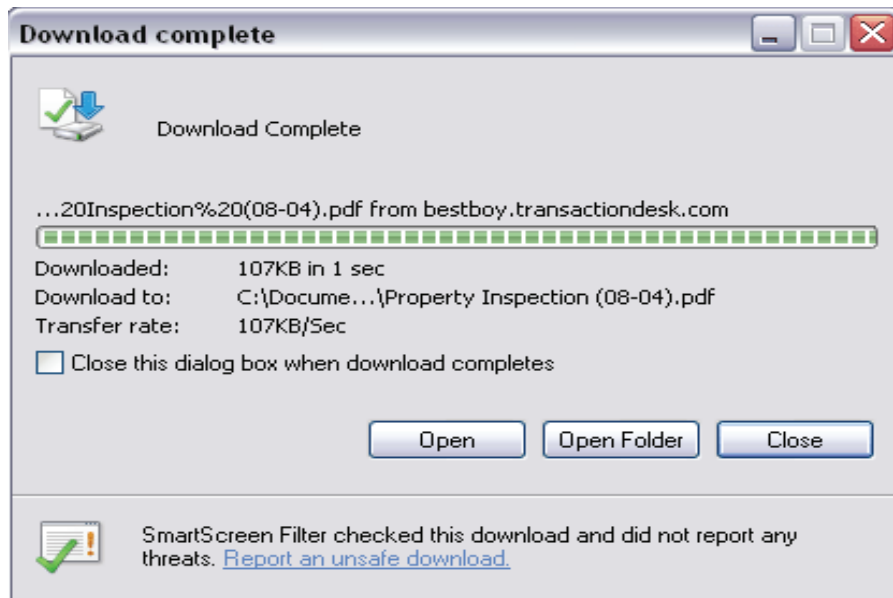 Download complete
Download Complete
...20Inspection%20(08-04).pdf from bestboy.transactiondesk.com
Downloaded: 107KB in 1 sec
Download to: C:\Docume...\Property Inspection (08-04).pdf
Transfer rate: 107KB/Sec
Close this dialog box when download completes
Open Open Folder Close
SmartScreen Filter checked this download and did not report any
threats. Report an unsafe download.